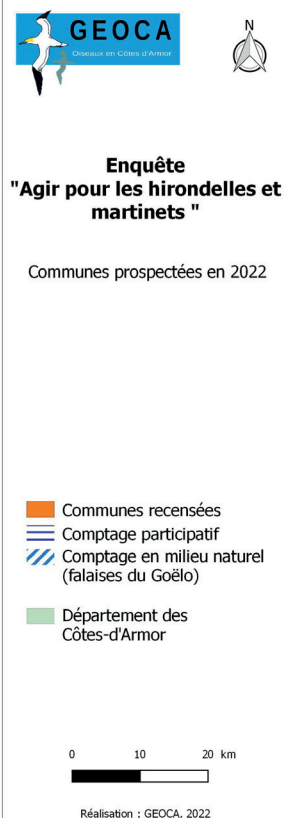 GEOCA
Oiseaux en Côtes d'Armor
N
Enquête
"Agir pour les hirondelles et
martinets "
Communes prospectées en 2022
Communes recensées
Comptage participatif
Comptage en milieu naturel
(falaises du Goëlo)
Département des
Côtes-d'Armor
0 10 20 km
Réalisation : GEOCA, 2022